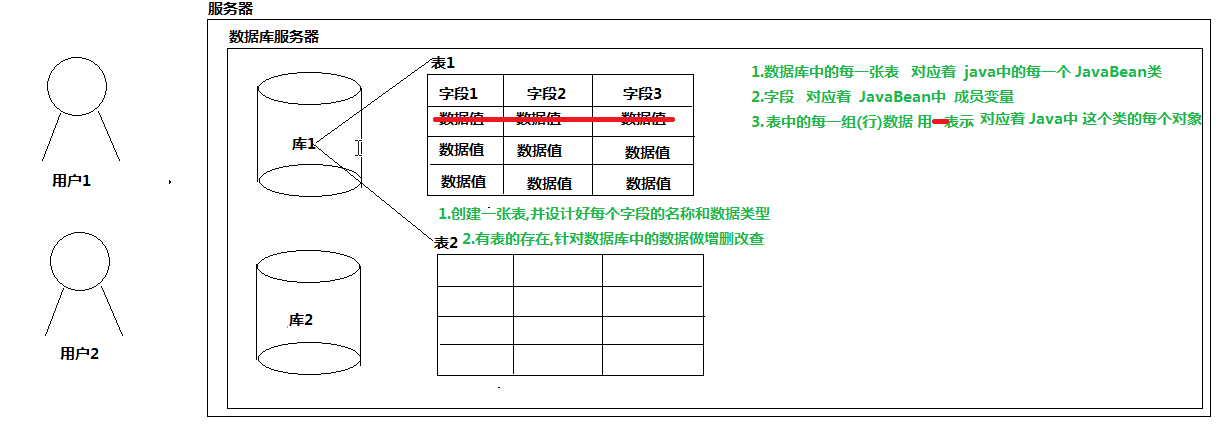 服务器
数据库服务器
用户1
用户2
库1
库2
表1
字段1 字段2 字段3
数据值 数据值 数据值
数据值 数据值 数据值
数据值 数据值 数据值
1.创建一张表,并设计好每个字段的名称和数据类型
2.有表的存在,针对数据库中的数据做增删改查
表2
1.数据库中的每一张表 对应着 java中的每一个 JavaBean类
2.字段 对应着 JavaBean中 成员变量
3.表中的每一组(行)数据 用 表示 对应着 Java中 这个类的每个对象